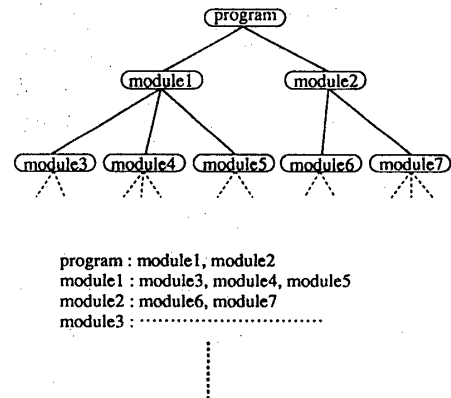 program
module1 module2
module3 module4 module5 module6 module7
program : module1, module2
module1 : module3, module4, module5
module2 : module6, module7
module3 :